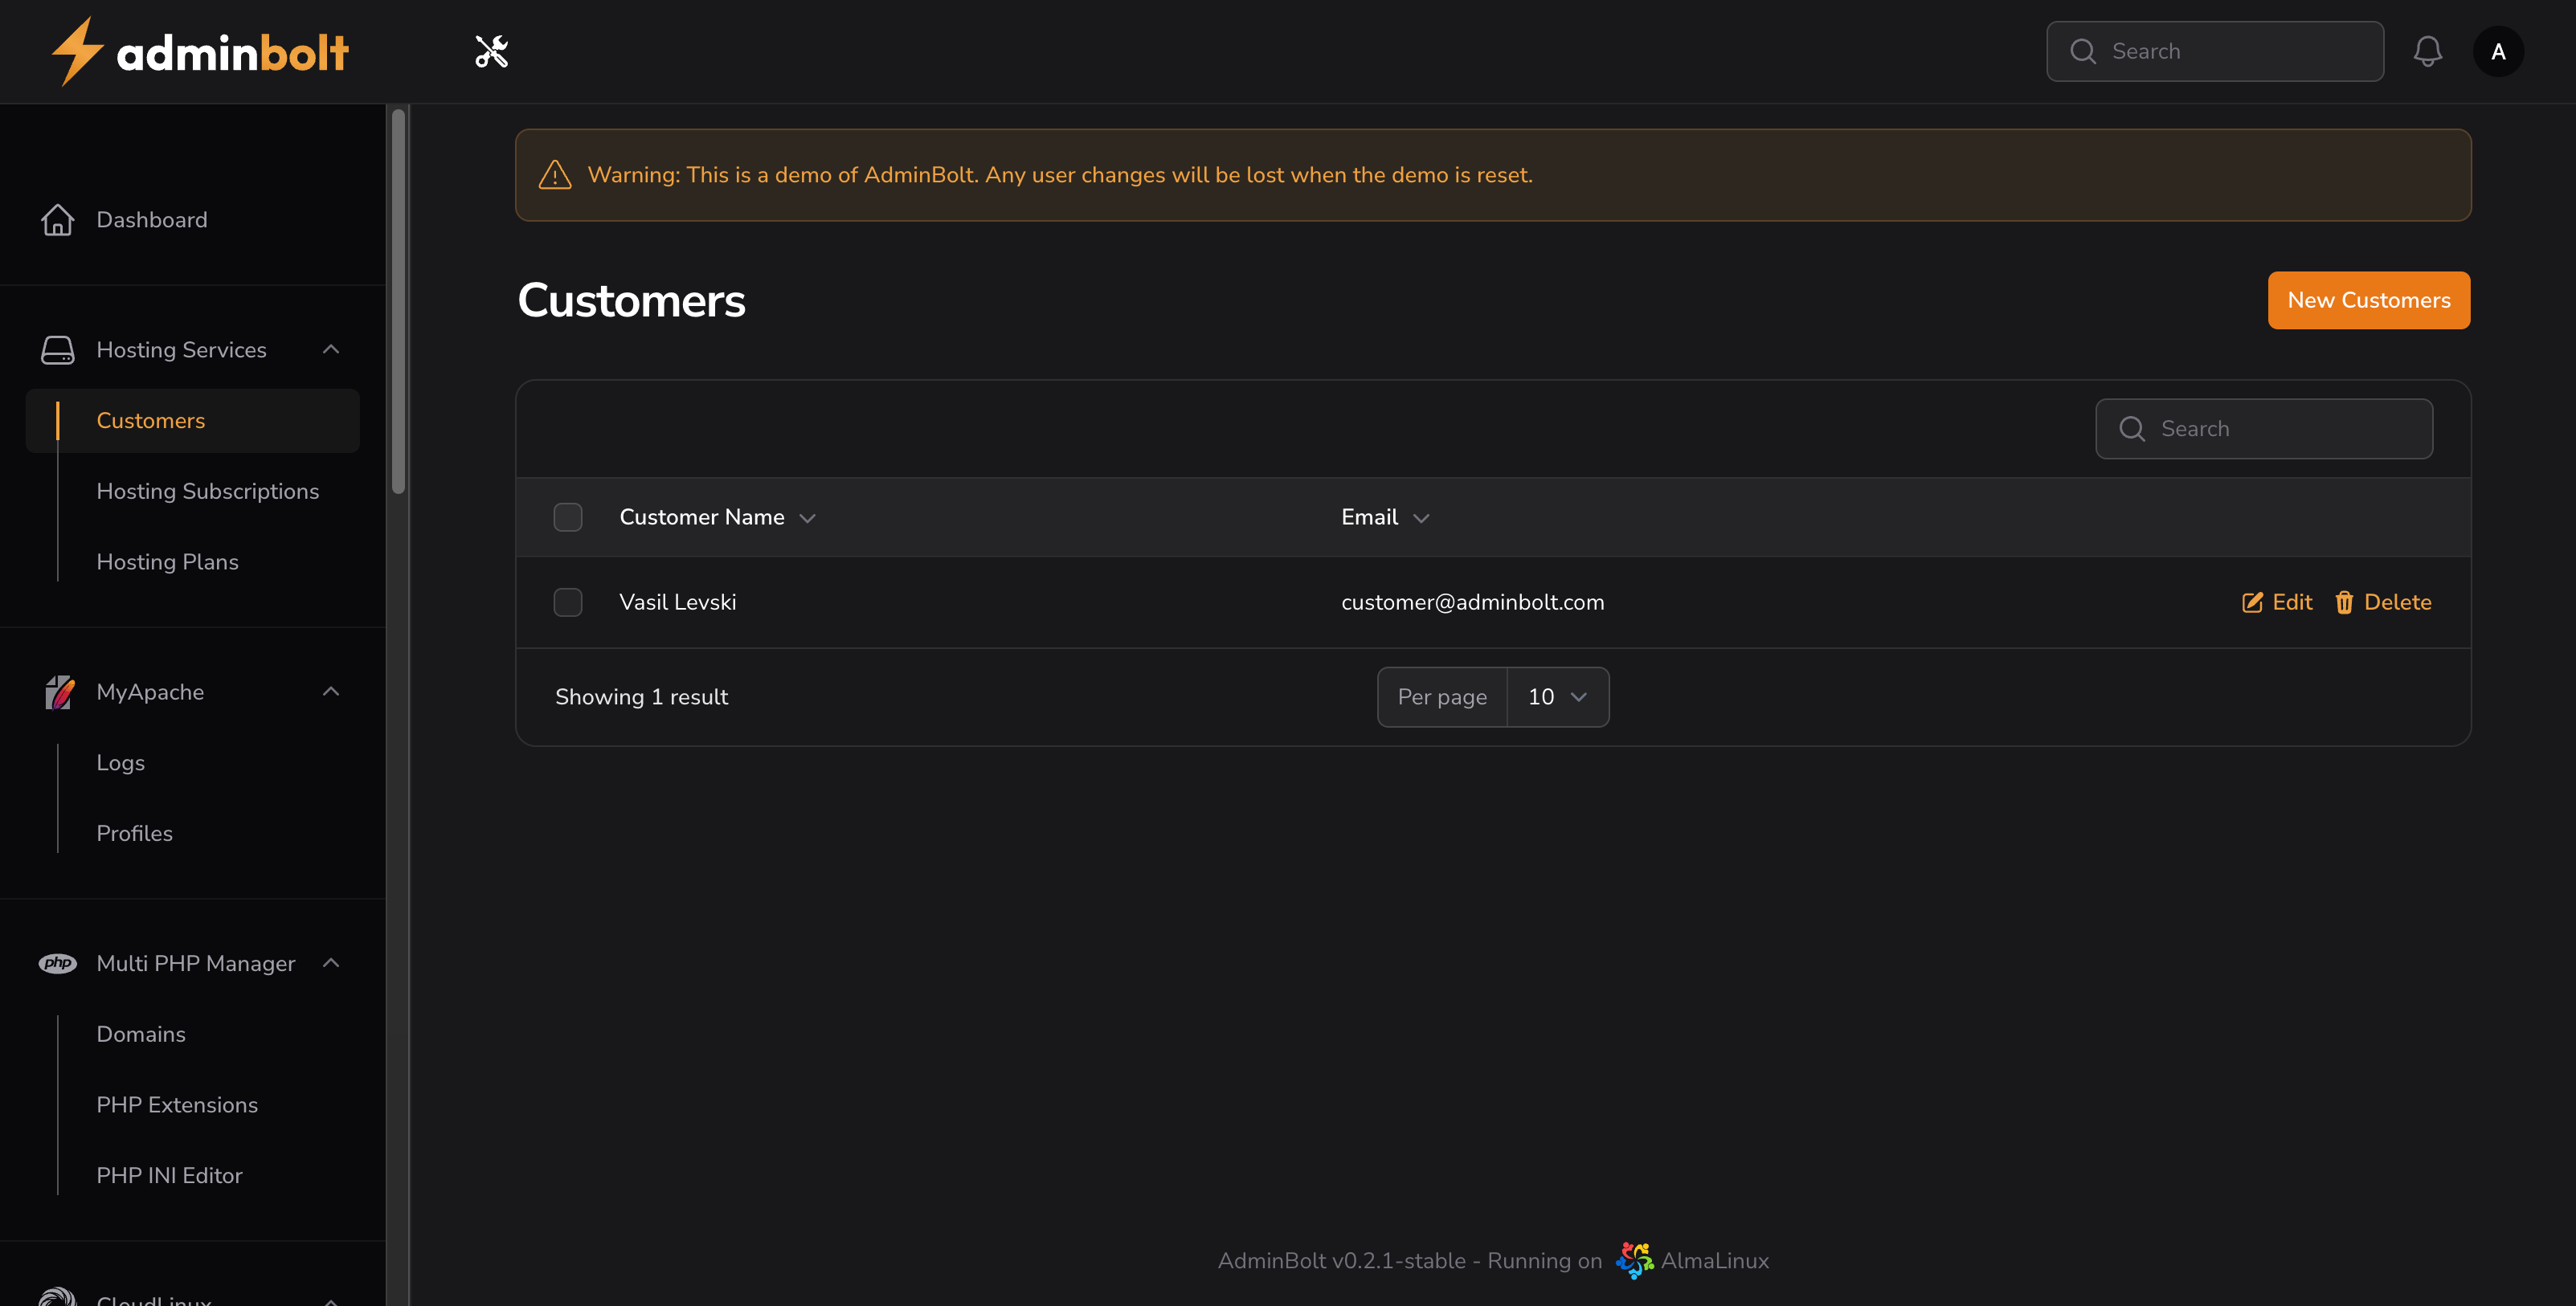 adminbolt
Search
A
Warning: This is a demo of AdminBolt. Any user changes will be lost when the demo is reset.
Dashboard
Hosting Services
Customers
Hosting Subscriptions
Hosting Plans
MyApache
Logs
Profiles
php Multi PHP Manager
Domains
PHP Extensions
PHP INI Editor
CloudLinux
Customers
New Customers
Search
Customer Name Email
Vasil Levski customer@adminbolt.com Edit Delete
Showing 1 result Per page 10
AdminBolt v0.2.1-stable - Running on AlmaLinux